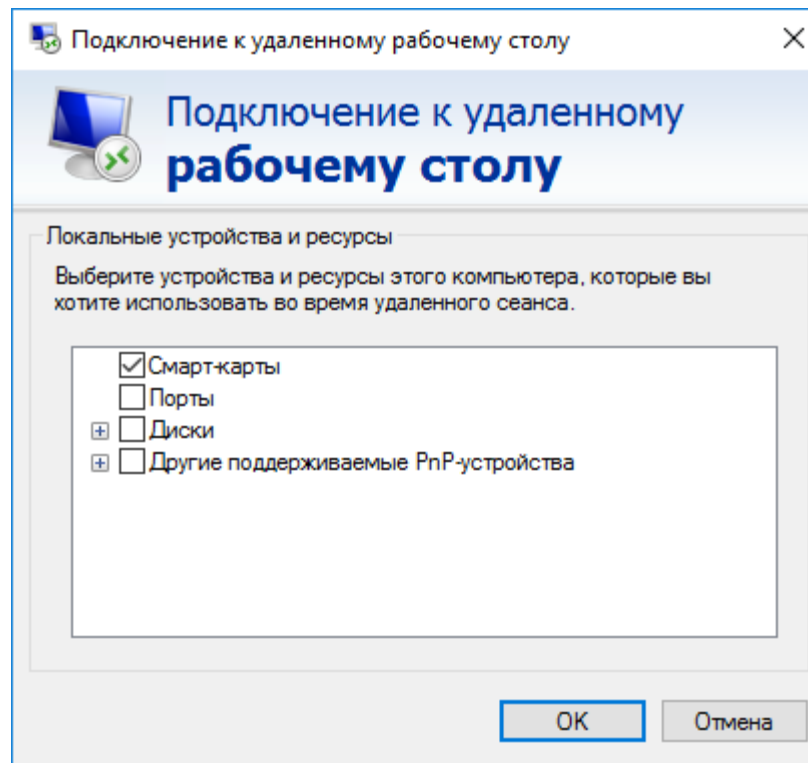 Подключение к удаленному рабочему столу
Подключение к удаленному
рабочему столу
Локальные устройства и ресурсы
Выберите устройства и ресурсы этого компьютера, которые вы
хотите использовать во время удаленного сеанса.
Смарт-карты
Порты
Диски
Другие поддерживаемые PnP-устройства
OK
Отмена